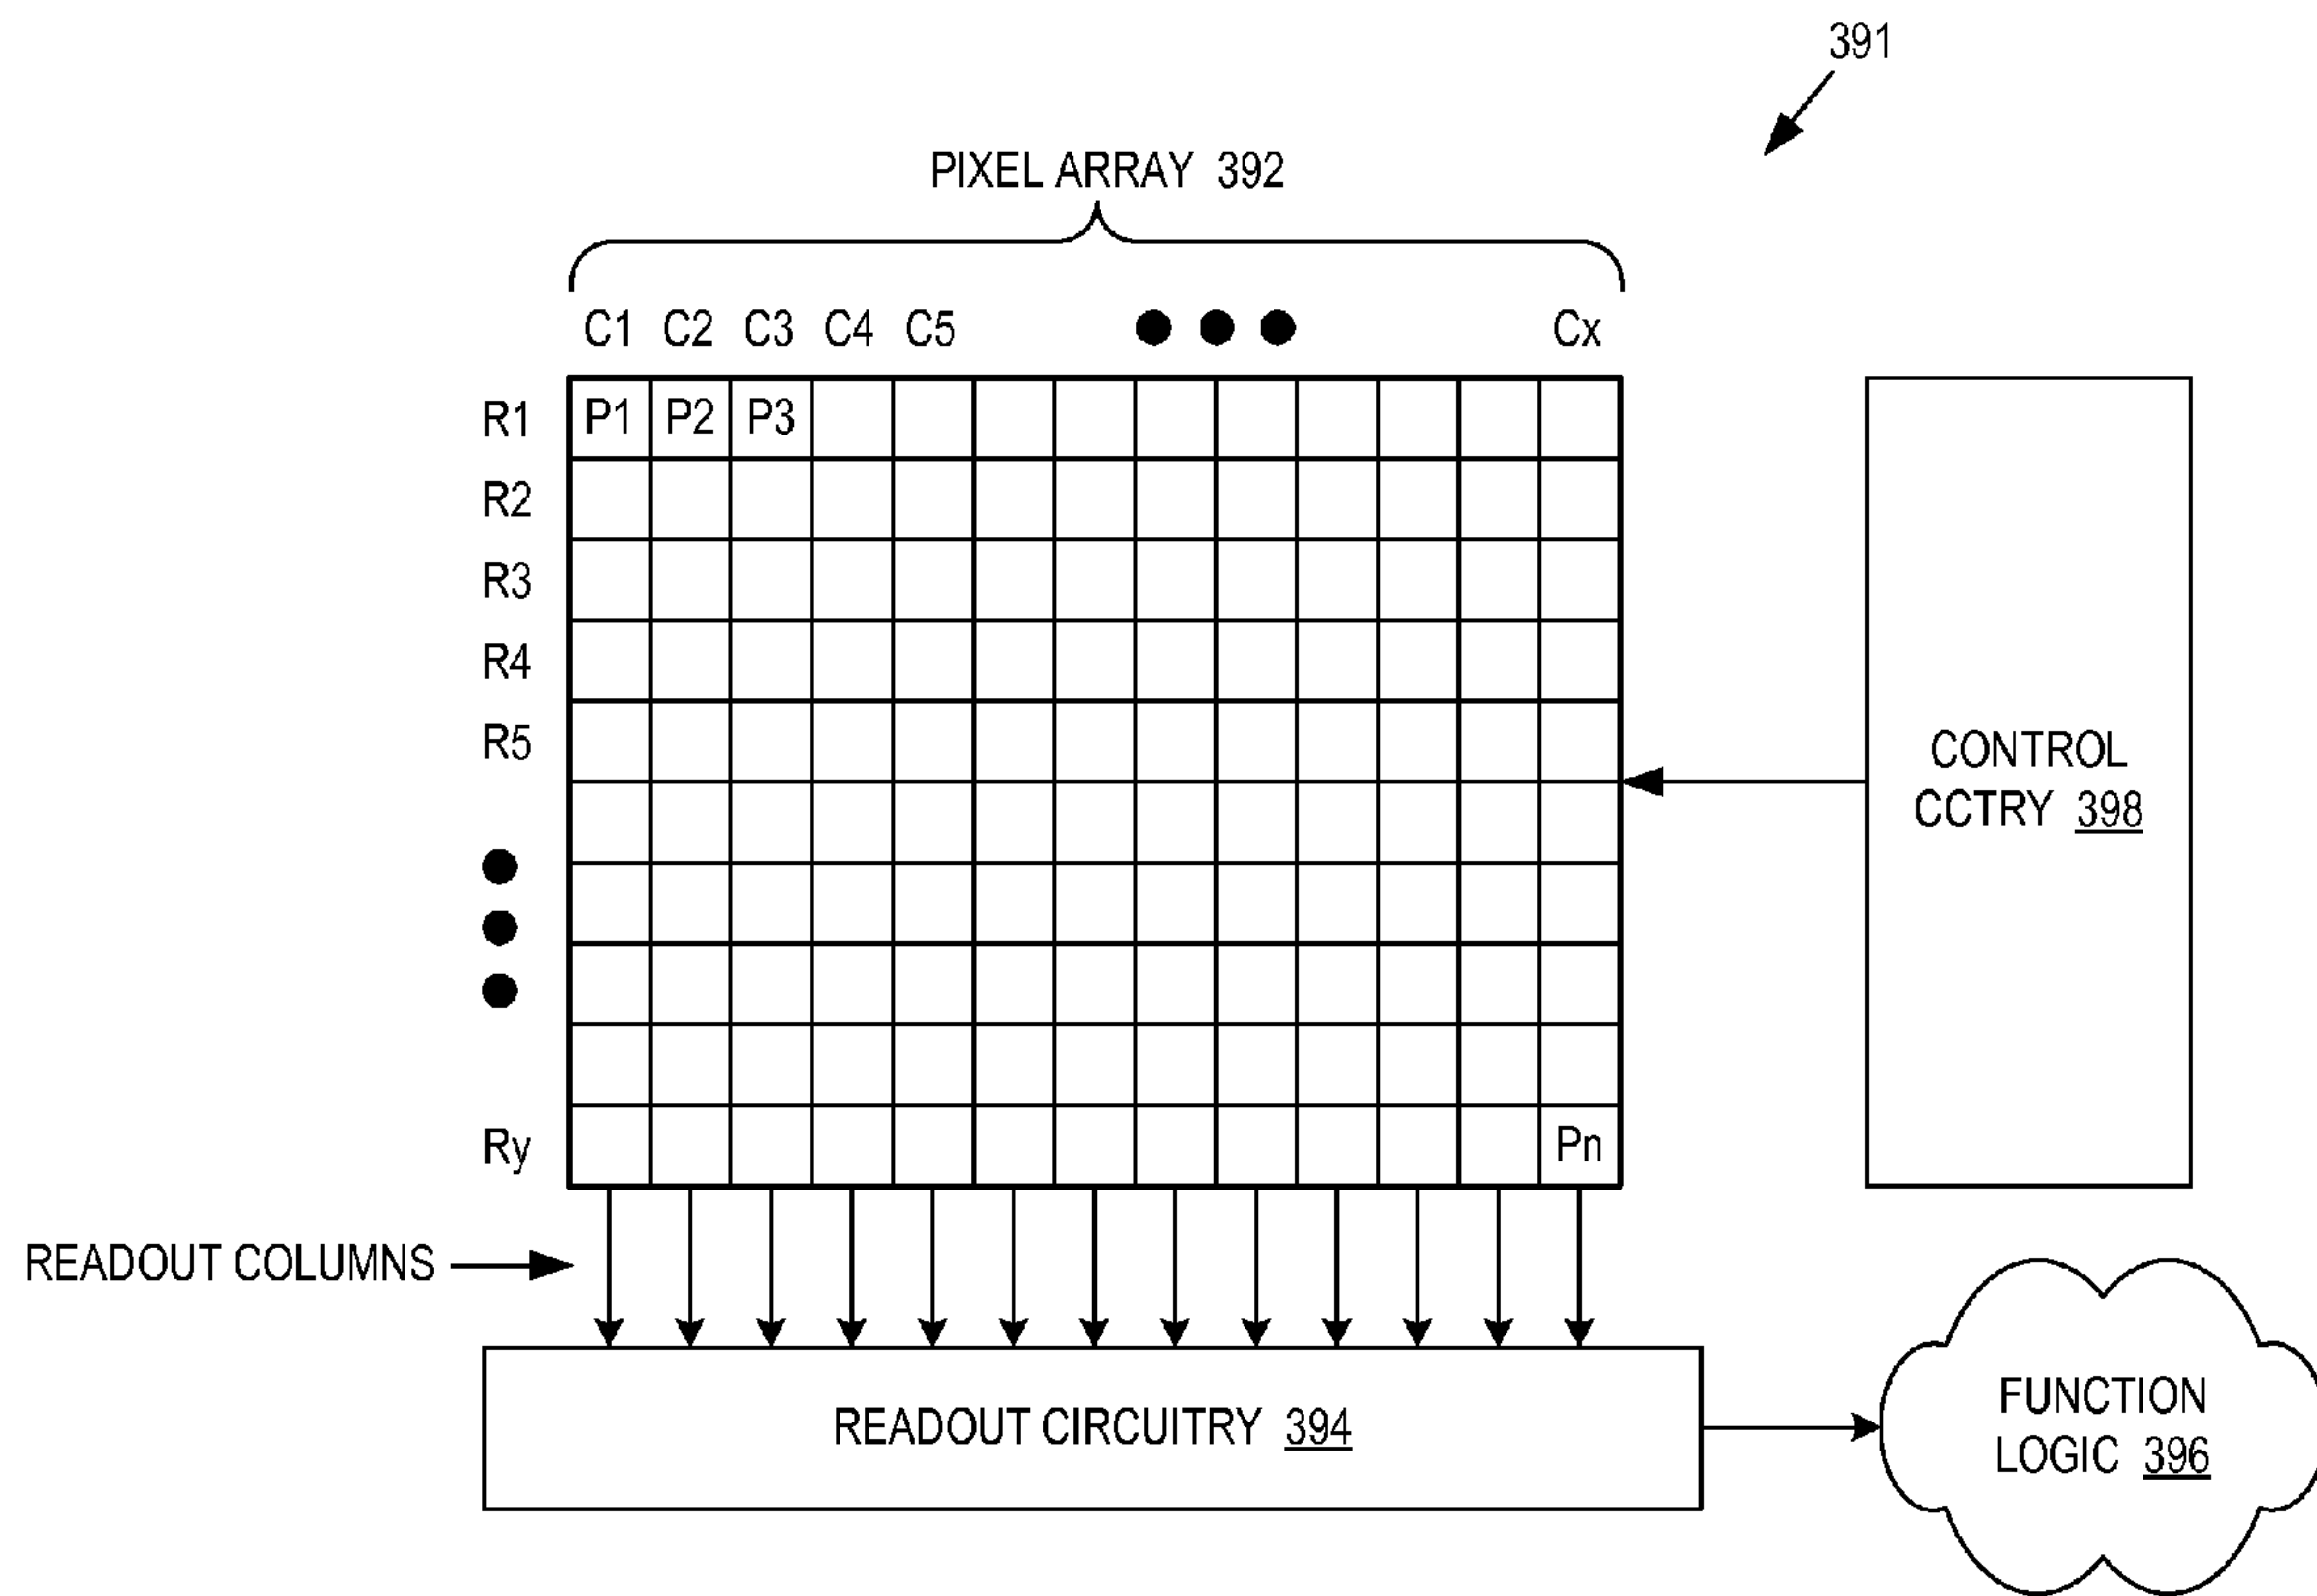 391
PIXEL ARRAY 392
C1 C2 C3 C4 C5 Cx
R1 P1 P2 P3
R2
R3
R4
R5
CONTROL
CCTRY 398
Ry Pn
READOUT COLUMNS
READOUT CIRCUITRY 394
FUNCTION
LOGIC 396